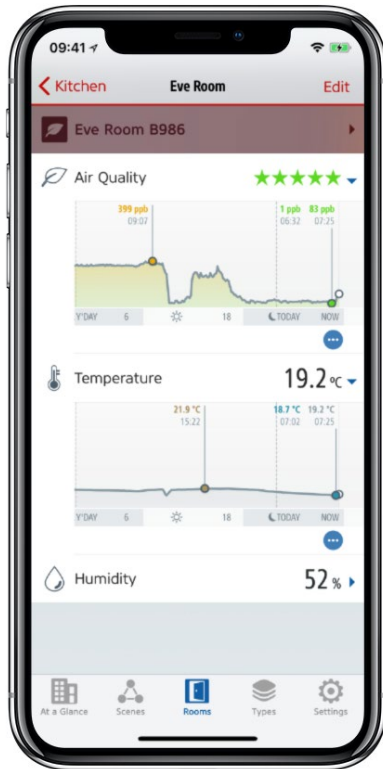 09:41
Kitchen Eve Room Edit
Eve Room B986
Air Quality
399 ppb 1 ppb 83 ppb
09:07 06:32 07:25
Y'DAY 6 18 TODAY NOW
Temperature 19.2 °C
21.9 °C 18.7 °C 19.2 °C
15:22 07:02 07:25
Y'DAY 6 18 TODAY NOW
Humidity 52 %
At a Glance Scenes Rooms Types Settings